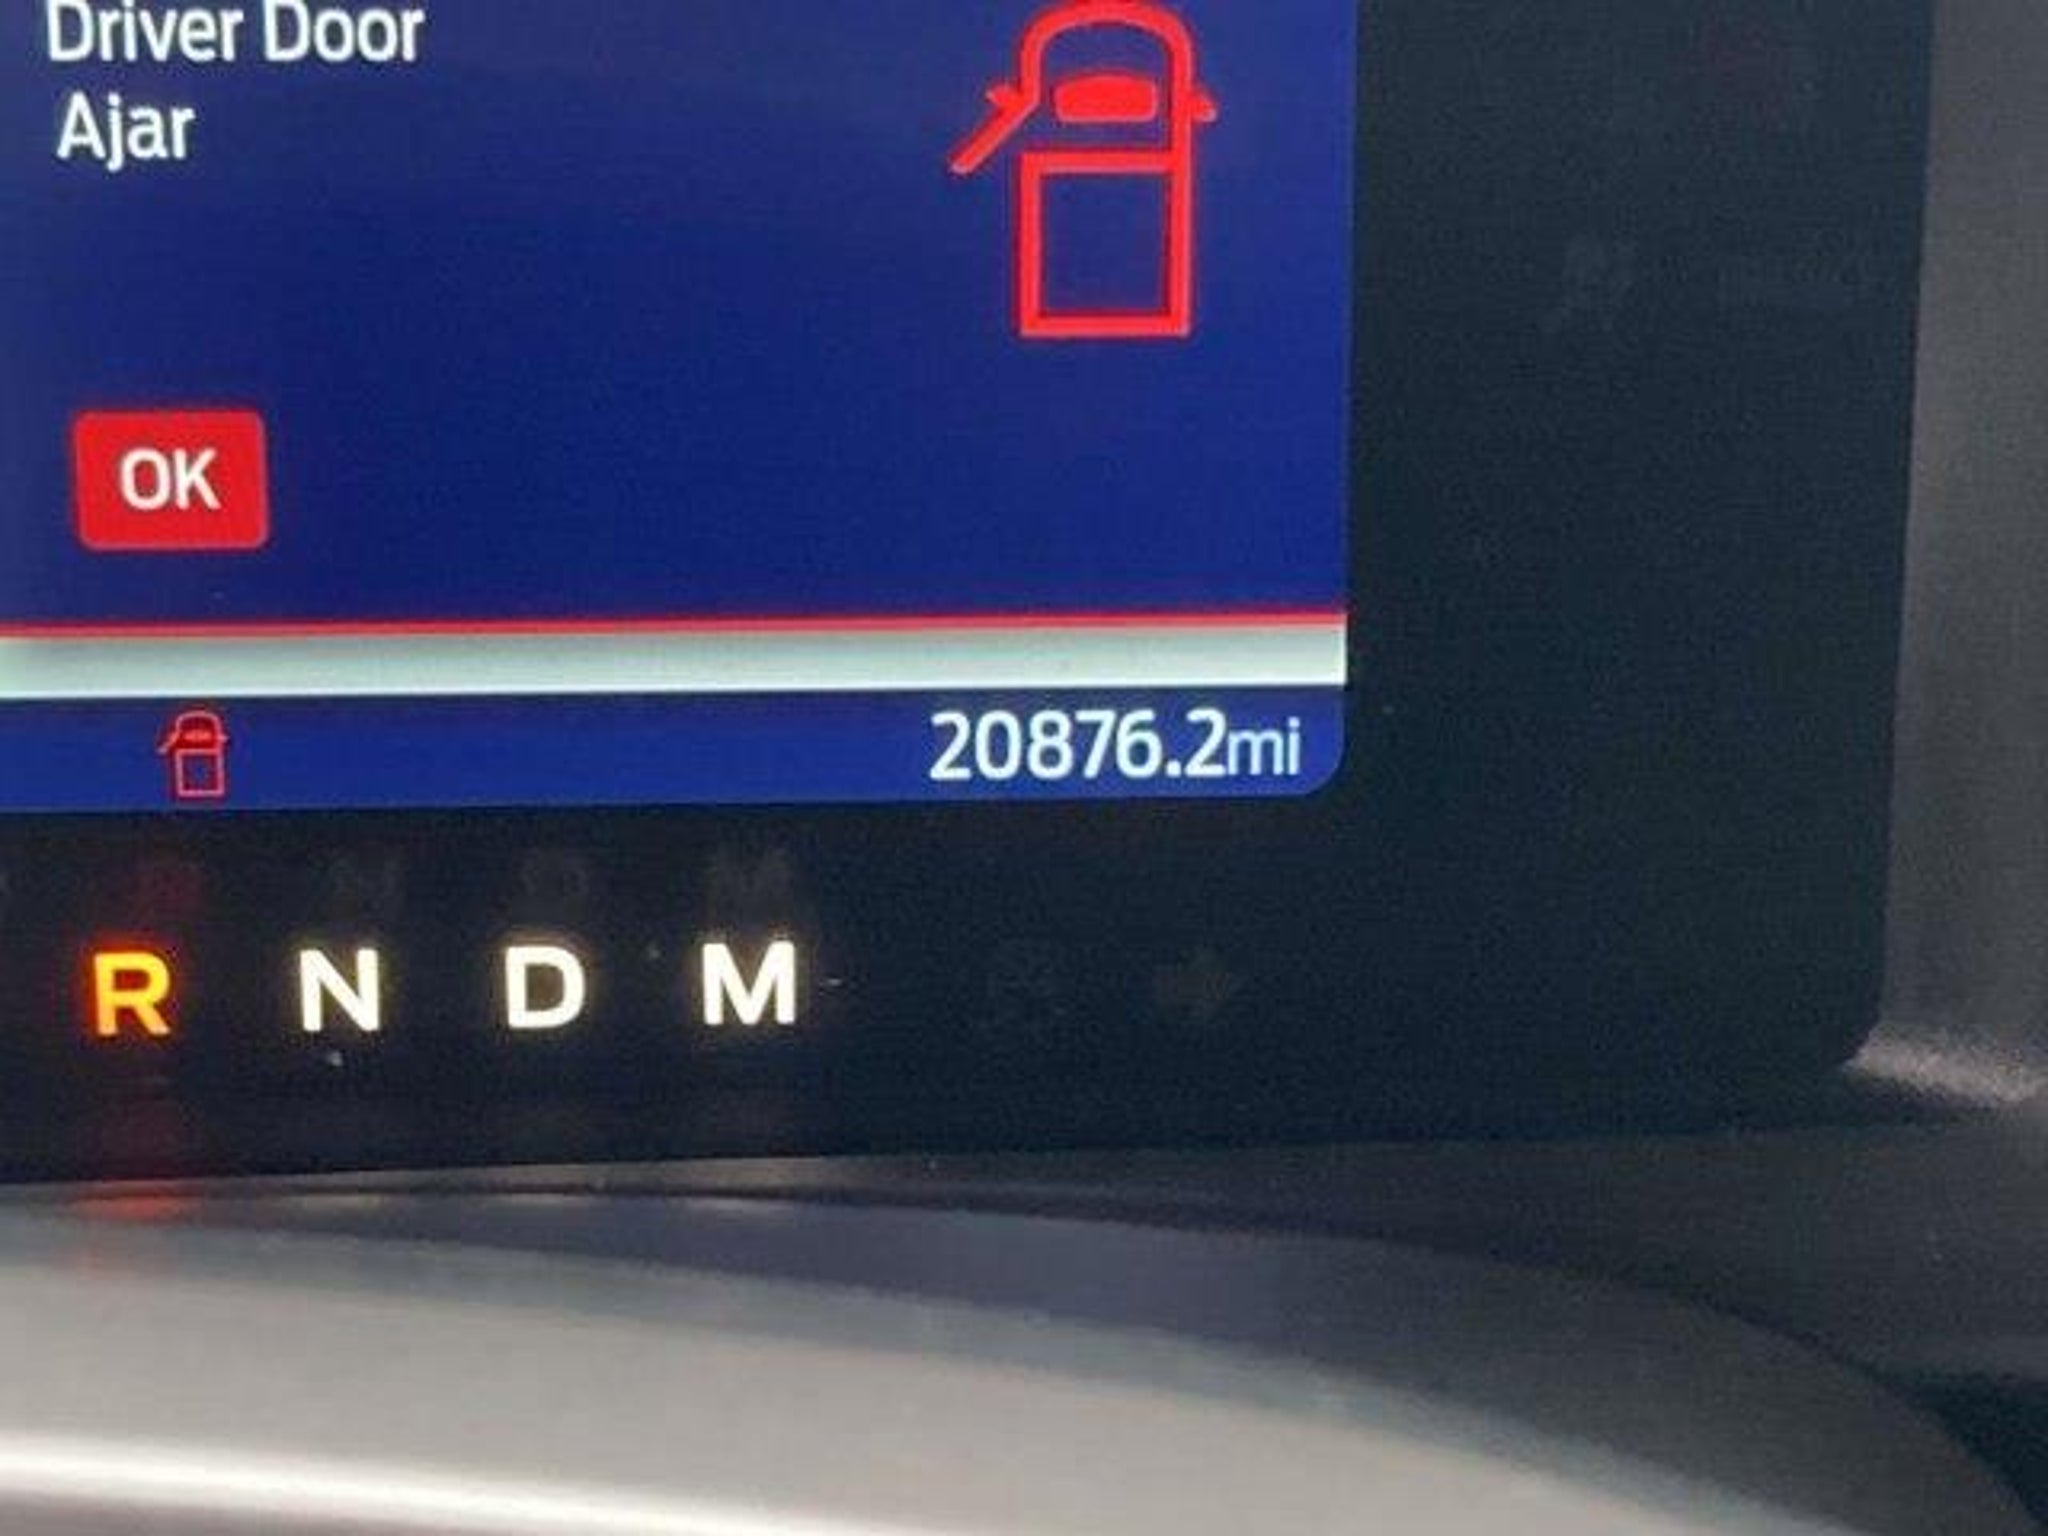 Driver Door
Ajar
OK
20876.2mi
R N D M